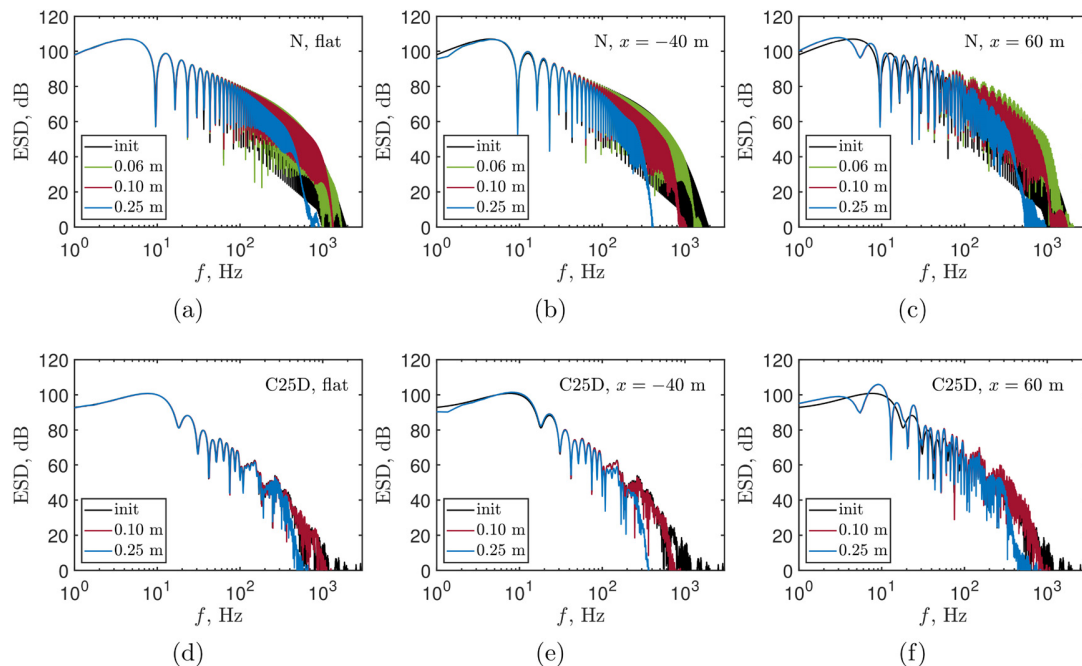 120
N, flat
100
ESD, dB
80
60
init
40
0.06 m
0.10 m
20
0.25 m
0
10^0 10^1 10^2 10^3
f, Hz
(a)
120
N, x = −40 m
100
ESD, dB
80
60
init
40
0.06 m
0.10 m
20
0.25 m
0
10^0 10^1 10^2 10^3
f, Hz
(b)
120
N, x = 60 m
100
ESD, dB
80
60
init
40
0.06 m
0.10 m
20
0.25 m
0
10^0 10^1 10^2 10^3
f, Hz
(c)
120
C25D, flat
100
ESD, dB
80
60
40
init
0.10 m
20
0.25 m
0
10^0 10^1 10^2 10^3
f, Hz
(d)
120
C25D, x = −40 m
100
ESD, dB
80
60
40
init
0.10 m
20
0.25 m
0
10^0 10^1 10^2 10^3
f, Hz
(e)
120
C25D, x = 60 m
100
ESD, dB
80
60
40
init
0.10 m
20
0.25 m
0
10^0 10^1 10^2 10^3
f, Hz
(f)